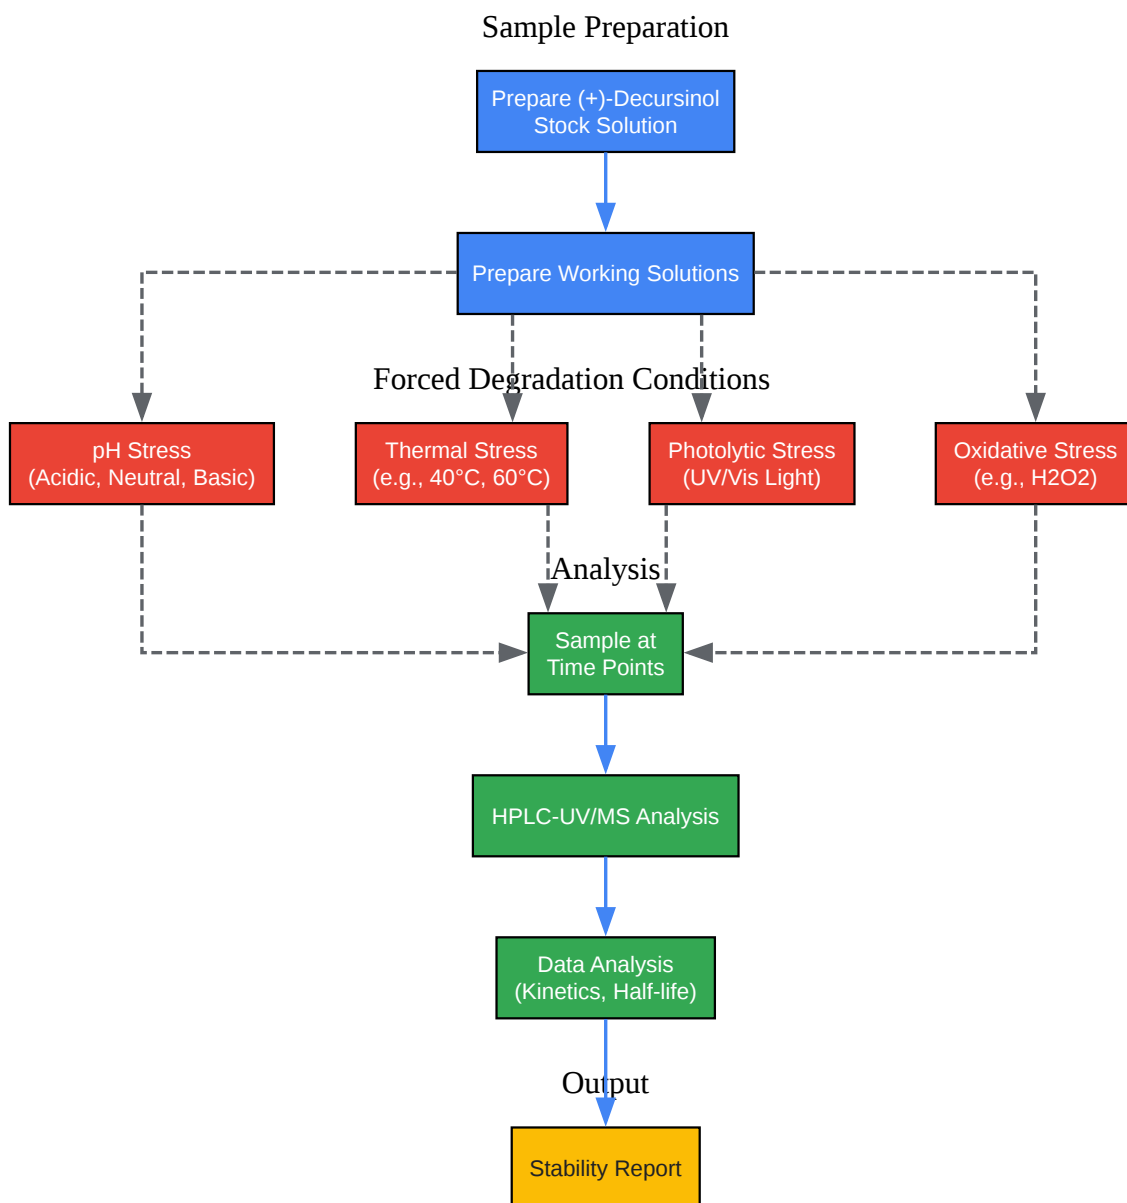 Sample Preparation
Prepare (+)-Decursinol
Stock Solution
Prepare Working Solutions
Forced Degradation Conditions
pH Stress
(Acidic, Neutral, Basic)
Thermal Stress
(e.g., 40°C, 60°C)
Photolytic Stress
(UV/Vis Light)
Oxidative Stress
(e.g., H2O2)
Analysis
Sample at
Time Points
HPLC-UV/MS Analysis
Data Analysis
(Kinetics, Half-life)
Output
Stability Report